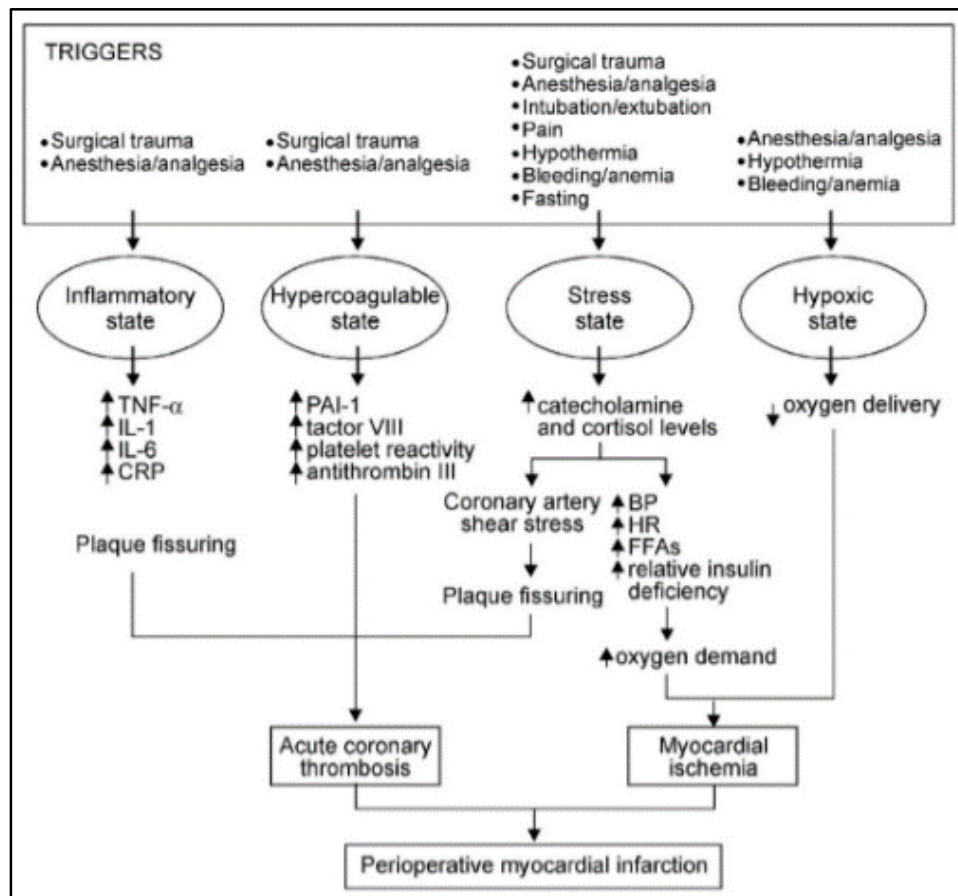 TRIGGERS
•Surgical trauma
•Anesthesia/analgesia
•Surgical trauma
•Anesthesia/analgesia
•Surgical trauma
•Anesthesia/analgesia
•Intubation/extubation
•Pain
•Hypothermia
•Bleeding/anemia
•Fasting
•Anesthesia/analgesia
•Hypothermia
•Bleeding/anemia
Inflammatory
state
Hypercoagulable
state
Stress
state
Hypoxic
state
↑TNF-α
↑IL-1
↑IL-6
↑CRP
↑PAI-1
↑tactor VIII
↑platelet reactivity
↑antithrombin III
↑catecholamine
and cortisol levels
↓oxygen delivery
Plaque fissuring
Coronary artery
shear stress
Plaque fissuring
↑BP
↑HR
↑FFAs
↑relative insulin
deficiency
↑oxygen demand
Acute coronary
thrombosis
Myocardial
ischemia
Perioperative myocardial infarction